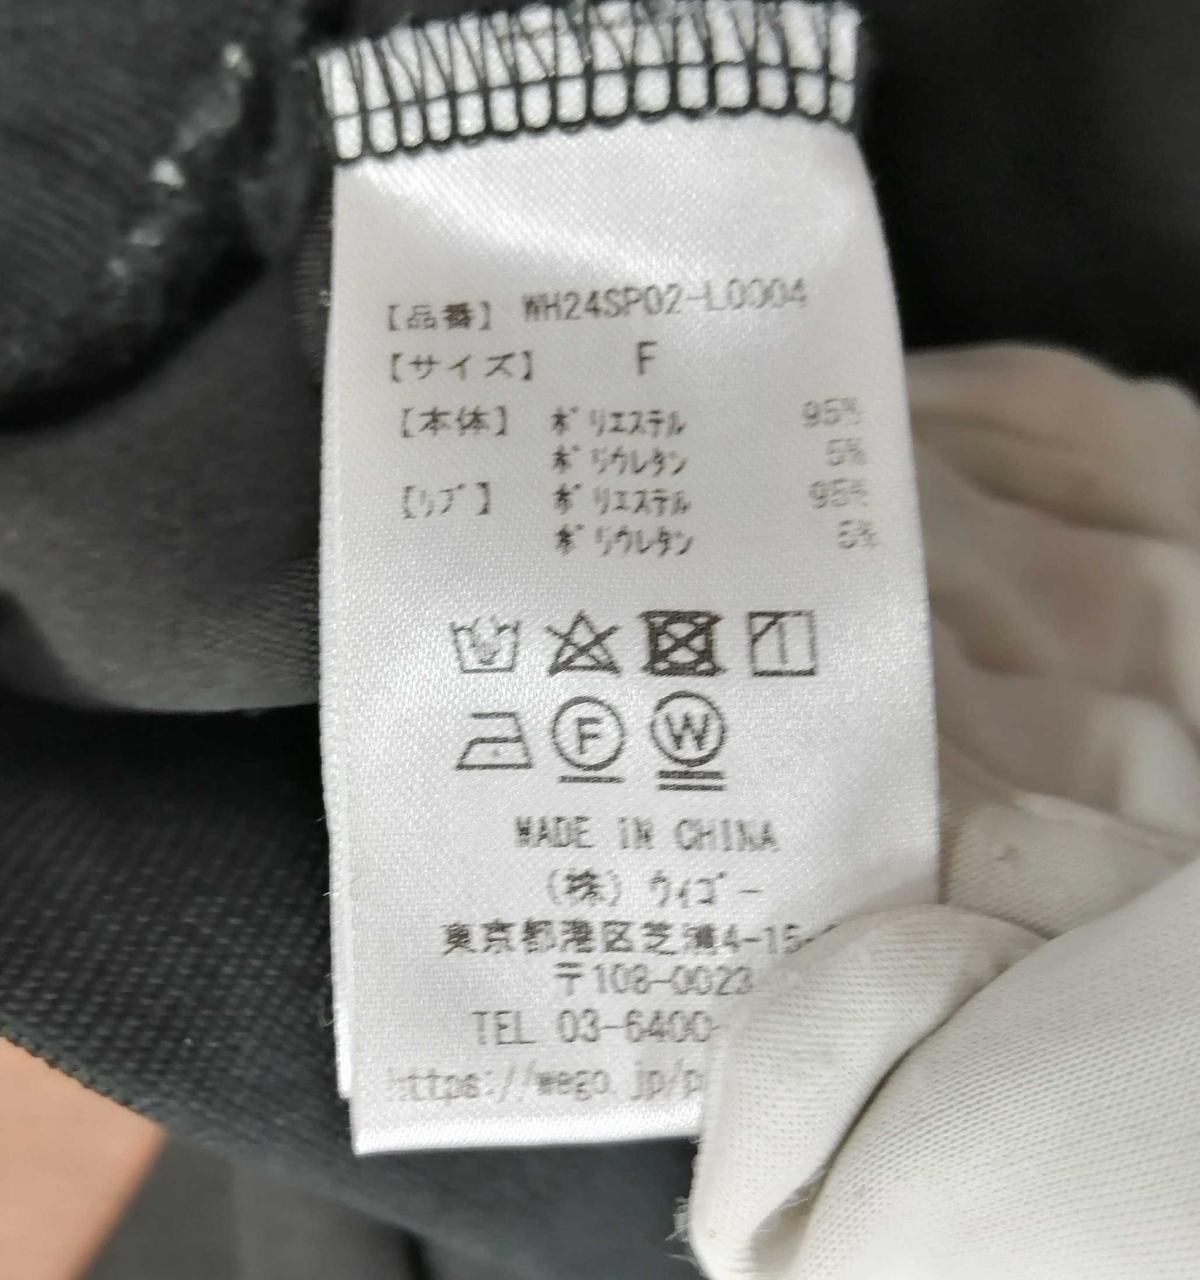 【品番】 WH24SP02-L0004
【サイズ】 F
【本体】 ポリエステル 95%
ポリウレタン 5%
【リブ】 ポリエステル 95%
ポリウレタン 5%
F W
MADE IN CHINA
(株) ウィゴー
東京都港区芝浦4-15-
〒108-0023
TEL 03-6400-
https://wego.jp/p